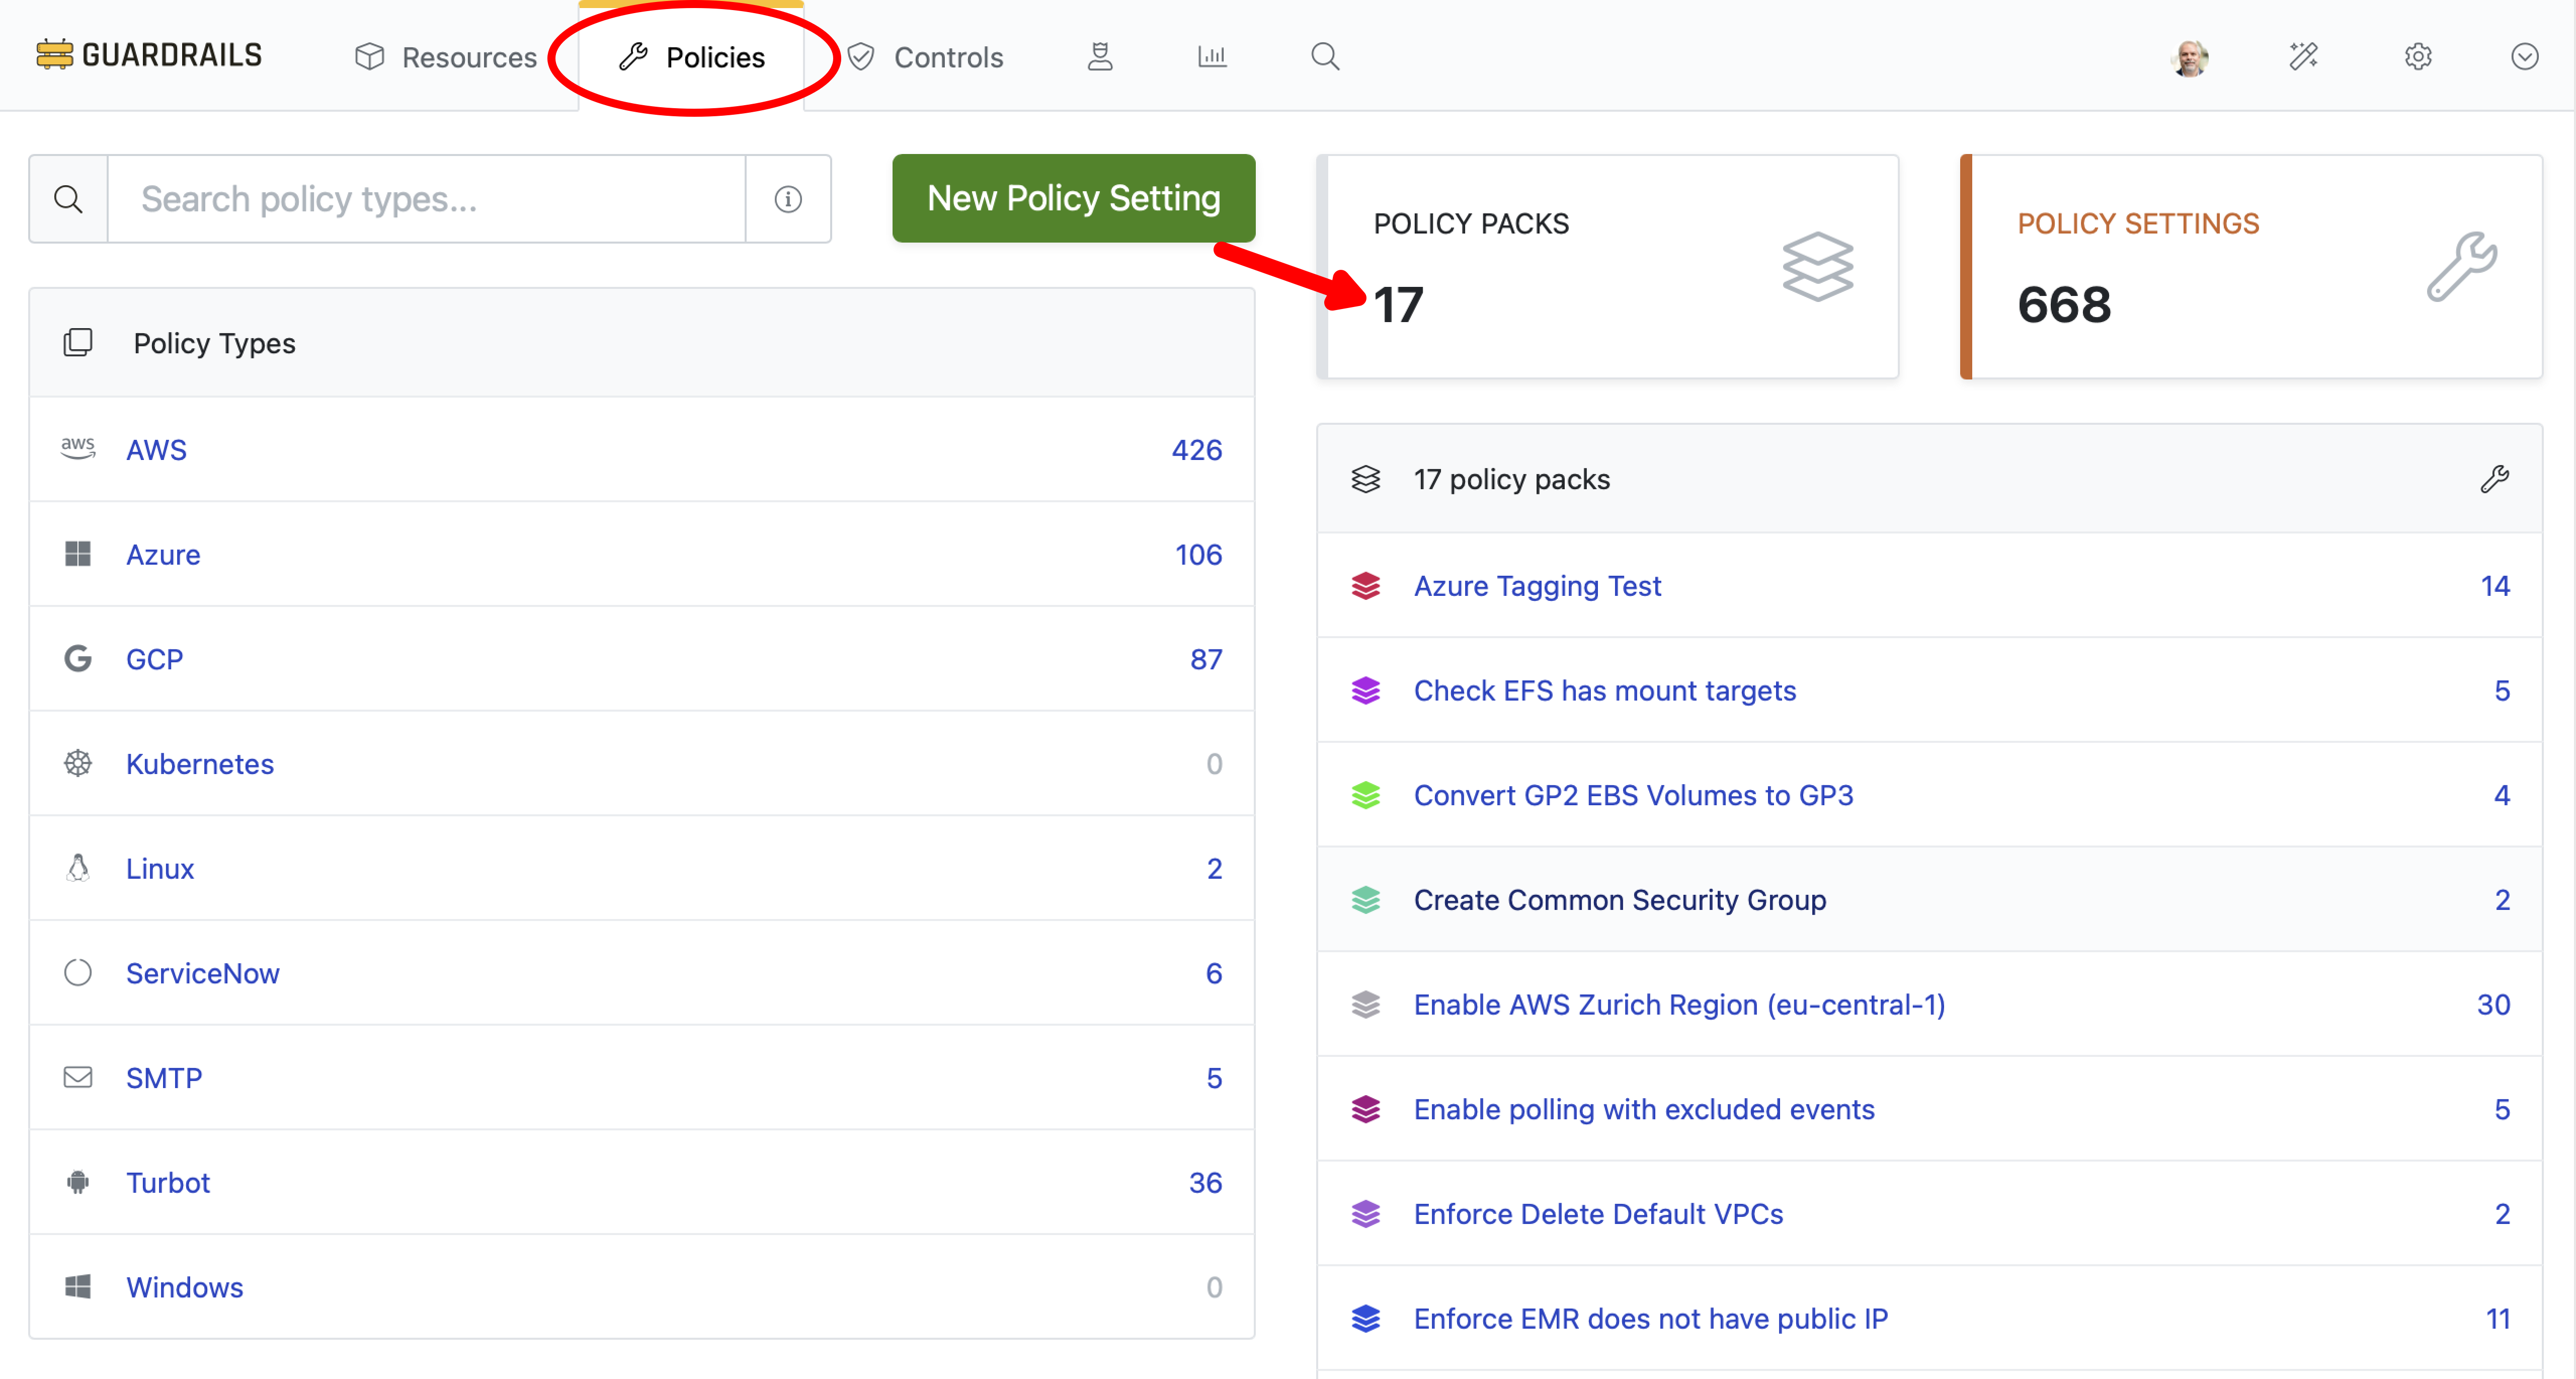 GUARDRAILS
Resources
Policies
Controls
Search policy types...
New Policy Setting
POLICY PACKS
17
POLICY SETTINGS
668
Policy Types
aws AWS 426
Azure 106
GCP 87
Kubernetes 0
Linux 2
ServiceNow 6
SMTP 5
Turbot 36
Windows 0
17 policy packs
Azure Tagging Test 14
Check EFS has mount targets 5
Convert GP2 EBS Volumes to GP3 4
Create Common Security Group 2
Enable AWS Zurich Region (eu-central-1) 30
Enable polling with excluded events 5
Enforce Delete Default VPCs 2
Enforce EMR does not have public IP 11